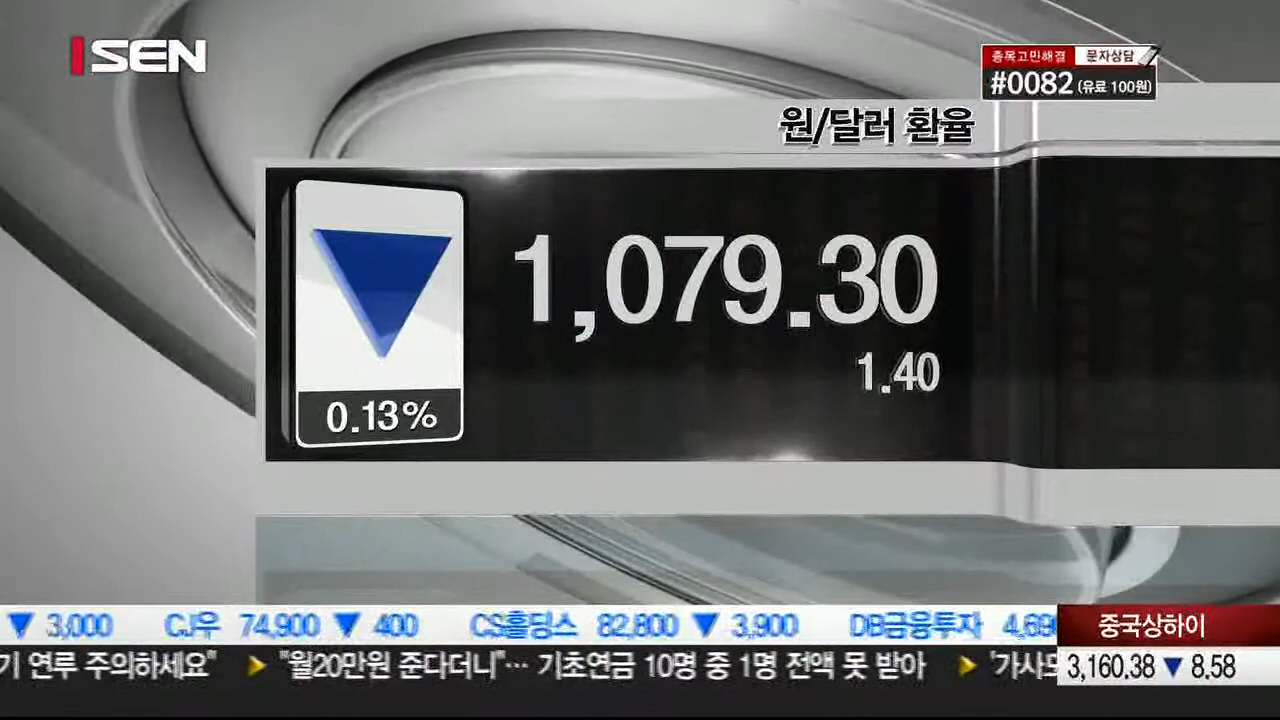 SEN
종목고민해결 문자상담
#0082 (유료 100원)
원/달러 환율
1,079.30
1.40
0.13%
▼ 3,000 CJ우 74,900 ▼ 400 CS홀딩스 82,800 ▼ 3,900 DB금융투자 4,69
중국상하이
기 연루 주의하세요" ▶ "월20만원 준다더니"… 기초연금 10명 중 1명 전액 못 받아 ▶ '가사도
3,160.38 ▼ 8.58